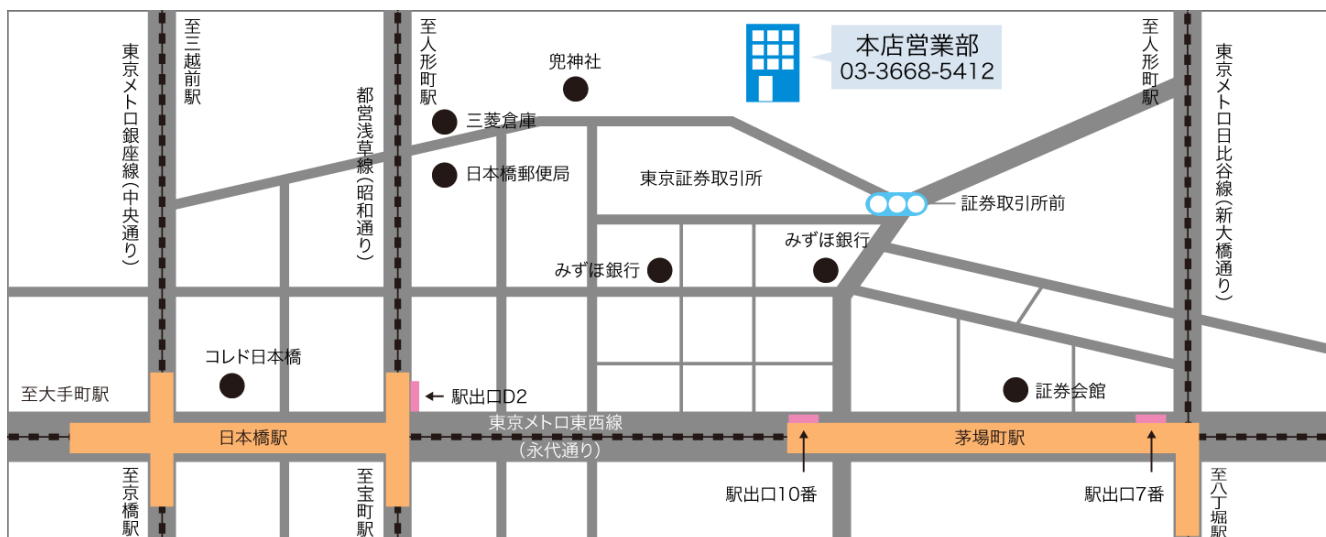 東京メトロ銀座線(中央通り)
至三越前駅
都営浅草線(昭和通り)
至人形町駅
兜神社
三菱倉庫
日本橋郵便局
本店営業部
03-3668-5412
至人形町駅
東京メトロ日比谷線(新大橋通り)
東京証券取引所
証券取引所前
みずほ銀行
みずほ銀行
コレド日本橋
至大手町駅
駅出口D2
証券会館
東京メトロ東西線
(永代通り)
日本橋駅
茅場町駅
至京橋駅
至宝町駅
駅出口10番
駅出口7番
至八丁堀駅